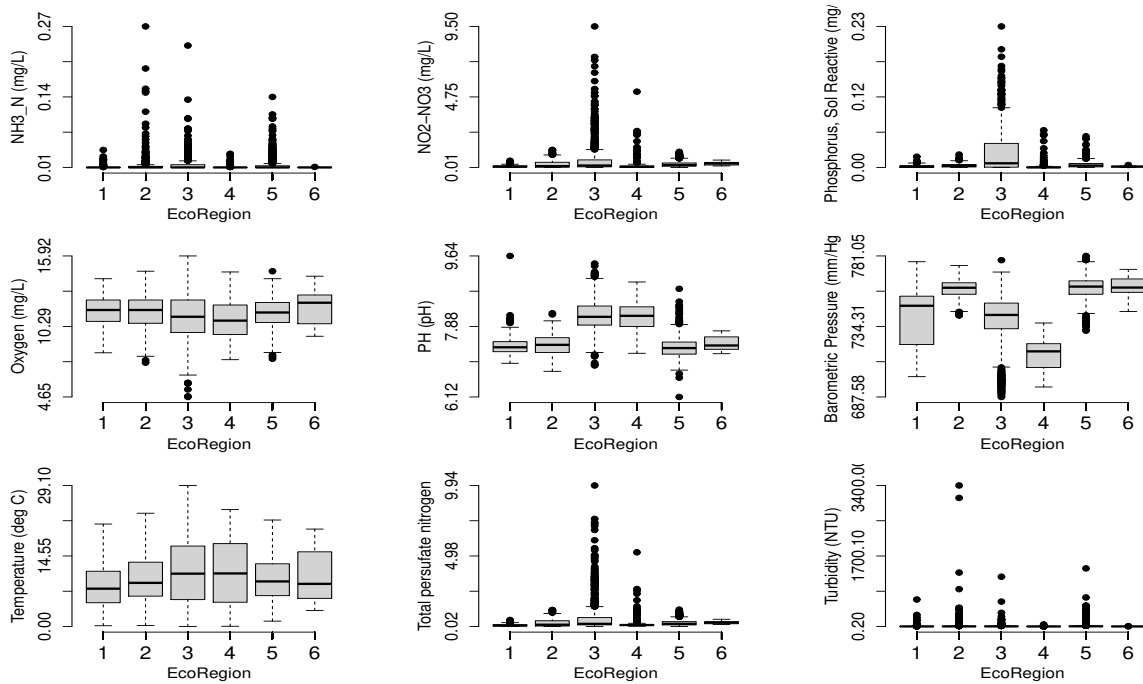 NH3_N (mg/L)
0.01 0.14 0.27
1 2 3 4 5 6
EcoRegion
NO2−NO3 (mg/L)
0.01 4.75 9.50
1 2 3 4 5 6
EcoRegion
Phosphorus, Sol Reactive (mg/
0.00 0.12 0.23
1 2 3 4 5 6
EcoRegion
Oxygen (mg/L)
4.65 10.29 15.92
1 2 3 4 5 6
EcoRegion
PH (pH)
6.12 7.88 9.64
1 2 3 4 5 6
EcoRegion
Barometric Pressure (mm/Hg
687.58 734.31 781.05
1 2 3 4 5 6
EcoRegion
Temperature (deg C)
0.00 14.55 29.10
1 2 3 4 5 6
EcoRegion
Total persulfate nitrogen
0.02 4.98 9.94
1 2 3 4 5 6
EcoRegion
Turbidity (NTU)
0.20 1700.10 3400.00
1 2 3 4 5 6
EcoRegion